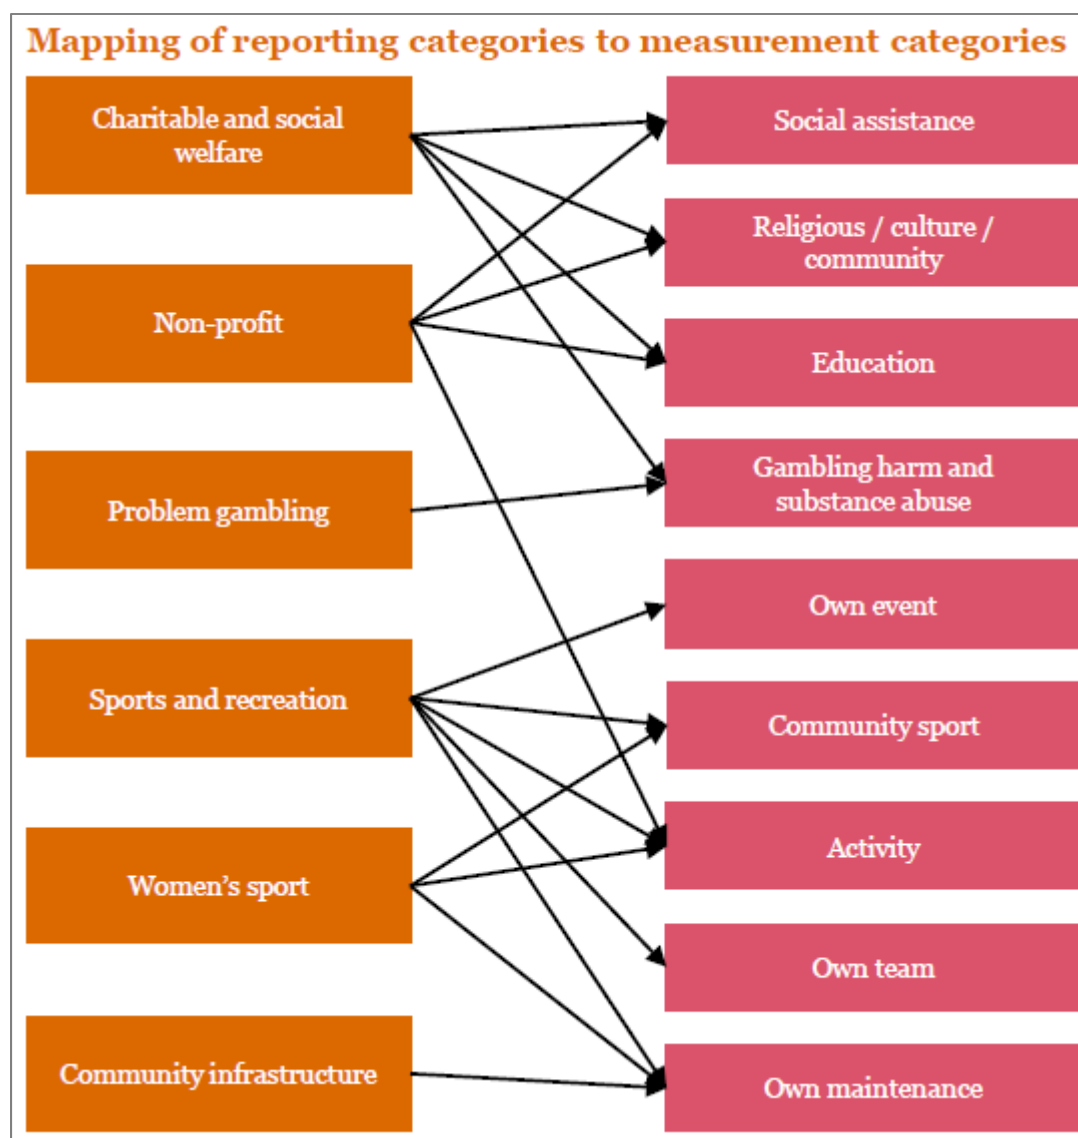 Mapping of reporting categories to measurement categories
Charitable and social
welfare
Non-profit
Problem gambling
Sports and recreation
Women's sport
Community infrastructure
Social assistance
Religious / culture /
community
Education
Gambling harm and
substance abuse
Own event
Community sport
Activity
Own team
Own maintenance